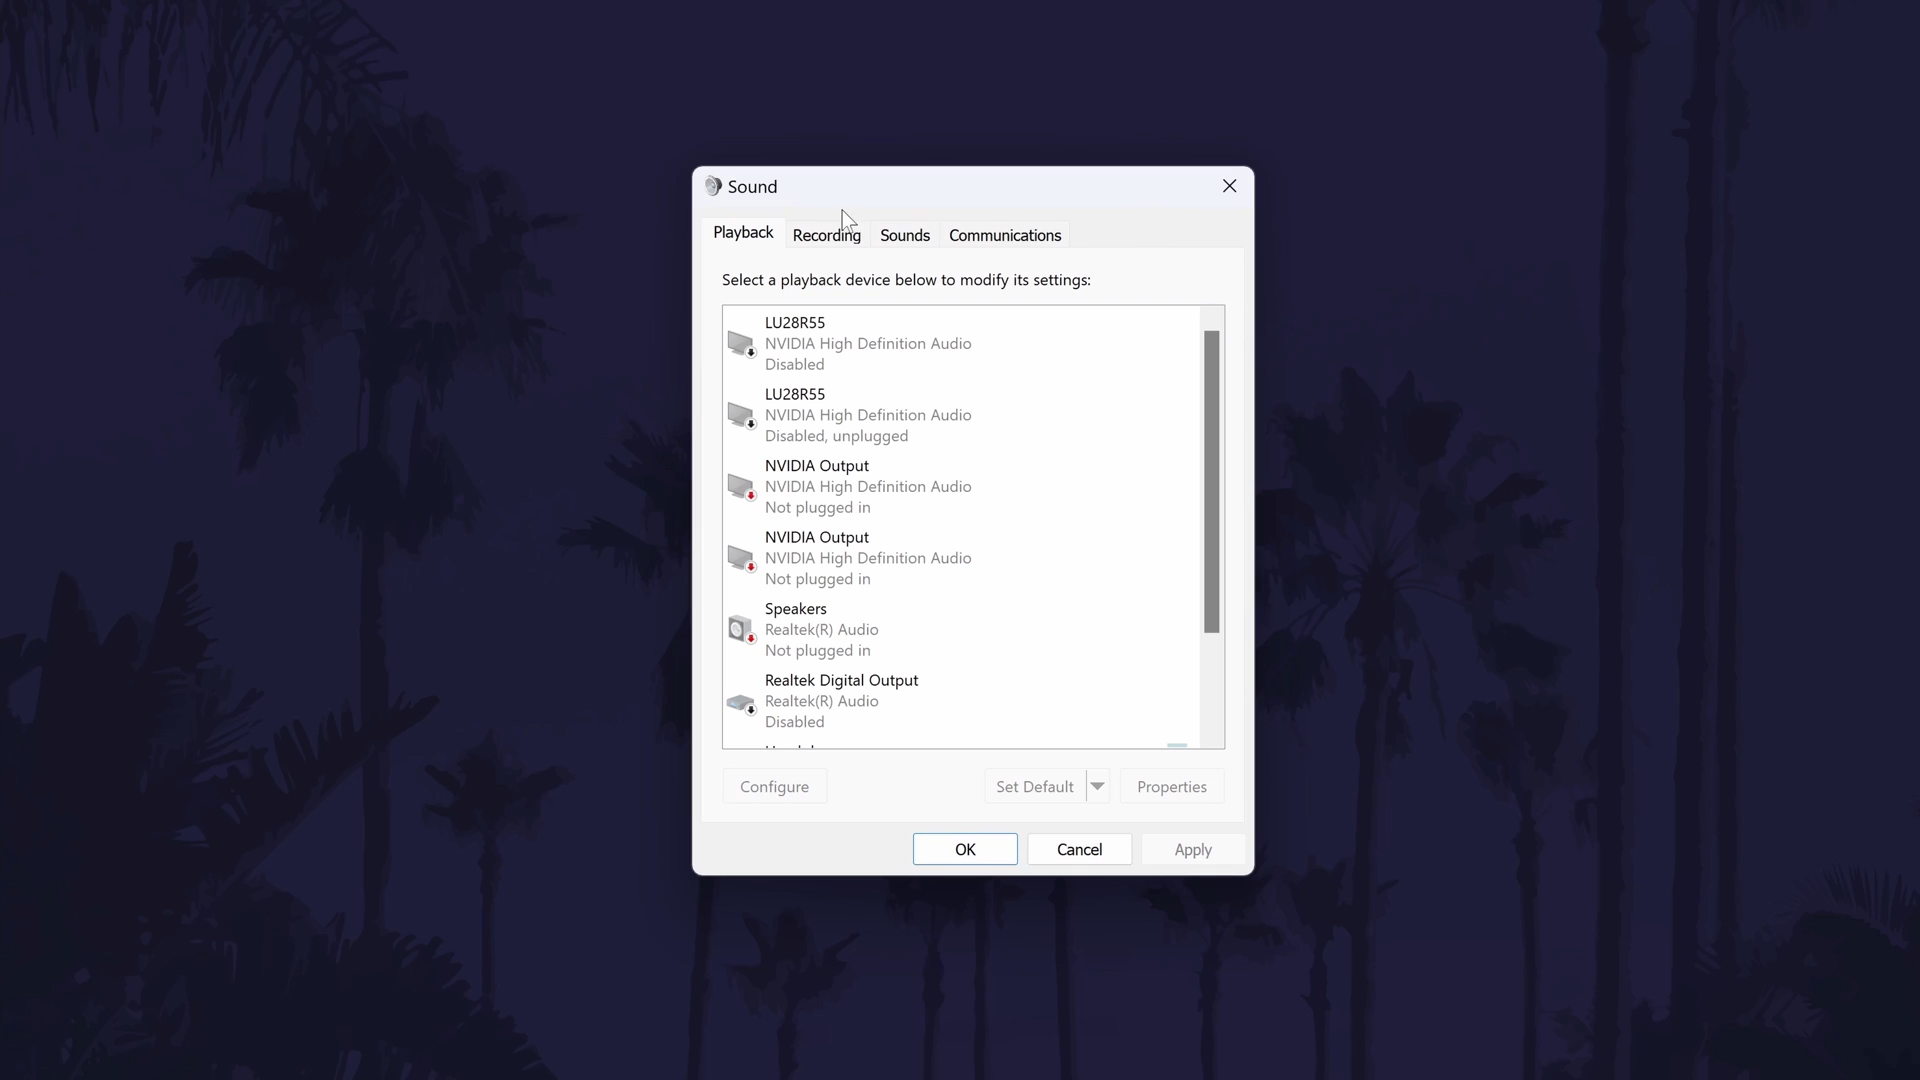 Sound
Playback
Recording
Sounds
Communications
Select a playback device below to modify its settings:
LU28R55
NVIDIA High Definition Audio
Disabled
LU28R55
NVIDIA High Definition Audio
Disabled, unplugged
NVIDIA Output
NVIDIA High Definition Audio
Not plugged in
NVIDIA Output
NVIDIA High Definition Audio
Not plugged in
Speakers
Realtek(R) Audio
Not plugged in
Realtek Digital Output
Realtek(R) Audio
Disabled
Configure
Set Default
Properties
OK
Cancel
Apply